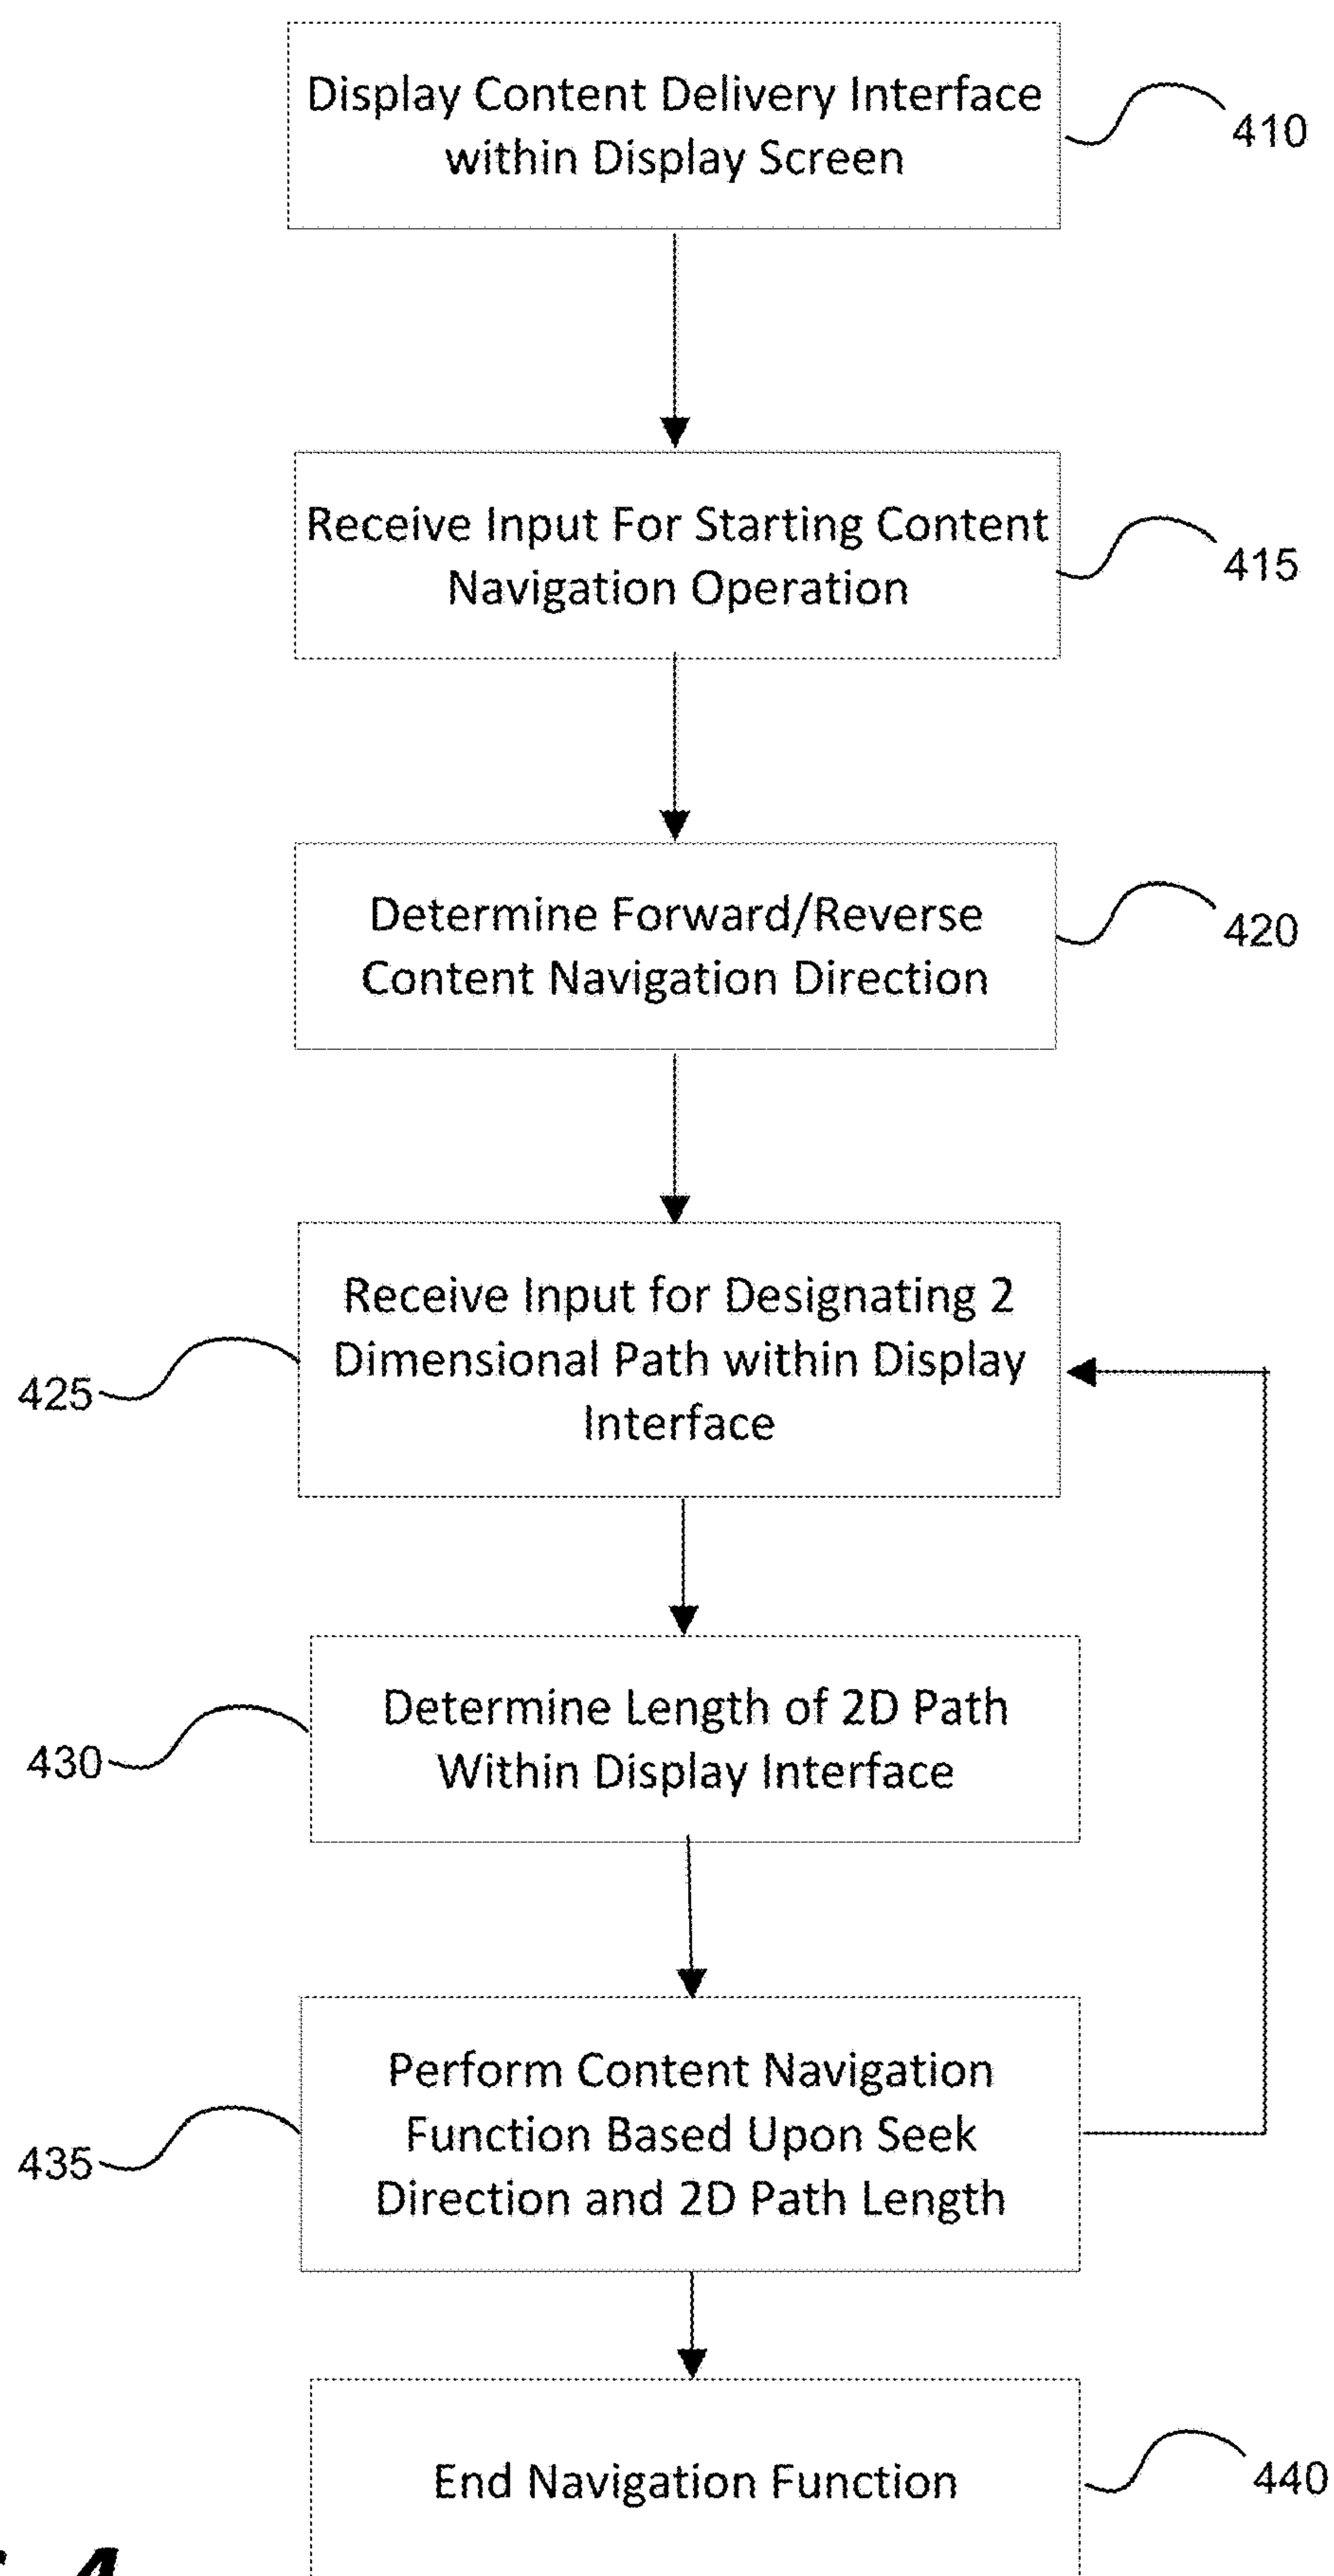 Display Content Delivery Interface
within Display Screen
410
Receive Input For Starting Content
Navigation Operation
415
Determine Forward/Reverse
Content Navigation Direction
420
Receive Input for Designating 2
Dimensional Path within Display
Interface
425
Determine Length of 2D Path
Within Display Interface
430
Perform Content Navigation
Function Based Upon Seek
Direction and 2D Path Length
435
End Navigation Function
440